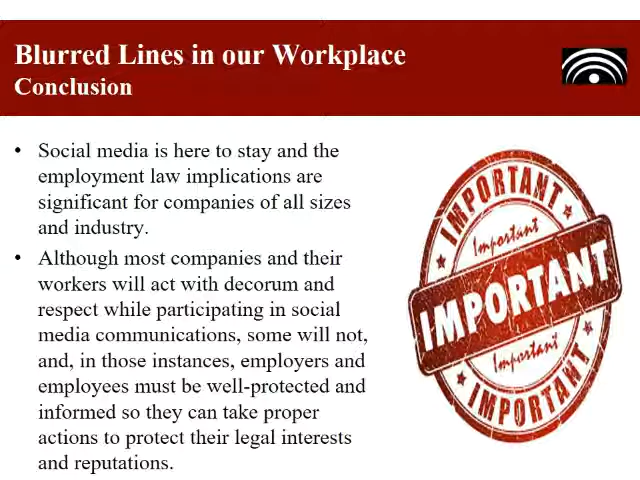 Blurred Lines in our Workplace
Conclusion
• Social media is here to stay and the
employment law implications are
significant for companies of all sizes
and industry.
• Although most companies and their
workers will act with decorum and
respect while participating in social
media communications, some will not,
and, in those instances, employers and
employees must be well-protected and
informed so they can take proper
actions to protect their legal interests
and reputations.
IMPORTANT
Important
IMPORTANT
Important
IMPORTANT